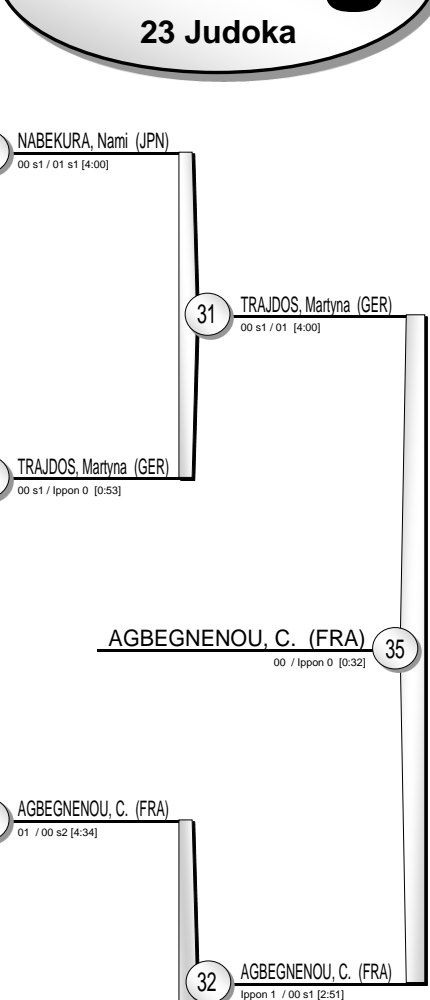 23 Judoka
NABEKURA, Nami (JPN)
00 s1 / 01 s1 [4:00]
31
TRAJDOS, Martyna (GER)
00 s1 / 01 [4:00]
TRAJDOS, Martyna (GER)
00 s1 / Ippon 0 [0:53]
AGBEGNENOU, C. (FRA)
35
00 / Ippon 0 [0:32]
AGBEGNENOU, C. (FRA)
01 / 00 s2 [4:34]
32
AGBEGNENOU, C. (FRA)
Ippon 1 / 00 s1 [2:51]